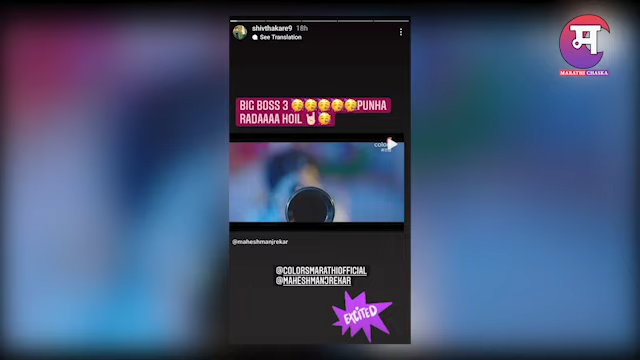 shivthakare9 18h
See Translation
BIG BOSS 3 🥳🥳🥳🥳🥳PUNHA
RADAAAA HOIL 🤘🥳
@maheshmanjrekar
@COLORSMARATHIOFFICIAL
@MAHESHMANJREKAR
EXCITED
म
MARATHI CHASKA